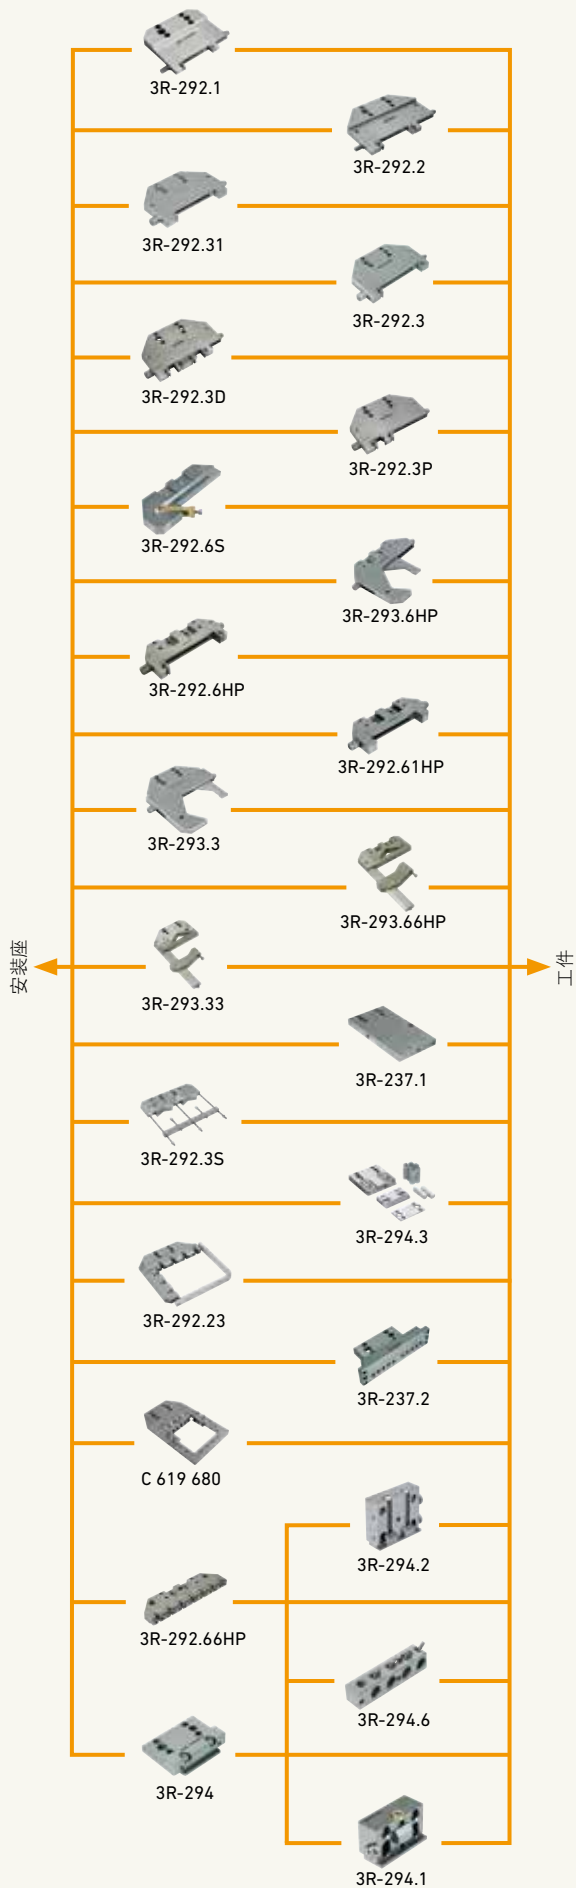 3R-292.1
3R-292.2
3R-292.31
3R-292.3
3R-292.3D
3R-292.3P
3R-292.6S
3R-293.6HP
3R-292.6HP
3R-292.61HP
3R-293.3
3R-293.66HP
安装座
工件
3R-293.33
3R-237.1
3R-292.3S
3R-294.3
3R-292.23
3R-237.2
C 619 680
3R-294.2
3R-292.66HP
3R-294.6
3R-294
3R-294.1